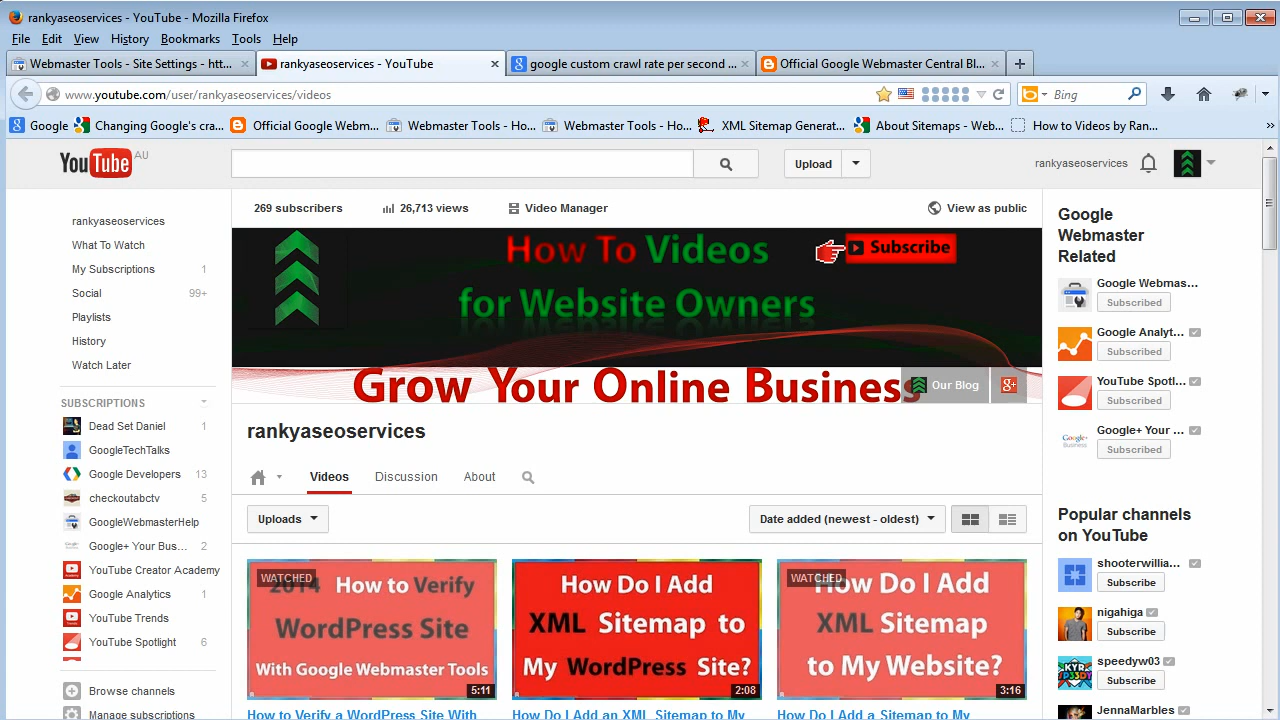 rankyaseoservices - YouTube - Mozilla Firefox
File Edit View History Bookmarks Tools Help
Webmaster Tools - Site Settings - htt...
rankyaseoservices - YouTube
google custom crawl rate per second ...
Official Google Webmaster Central Bl...
www.youtube.com/user/rankyaseoservices/videos
Bing
Google
Changing Google's cra...
Official Google Webm...
Webmaster Tools - Ho...
Webmaster Tools - Ho...
XML Sitemap Generat...
About Sitemaps - Web...
How to Videos by Ran...
YouTube AU
Upload
rankyaseoservices
rankyaseoservices
What To Watch
My Subscriptions 1
Social 99+
Playlists
History
Watch Later
SUBSCRIPTIONS
Dead Set Daniel 1
GoogleTechTalks
Google Developers 13
checkoutabctv 5
GoogleWebmasterHelp
Google+ Your Bus... 2
YouTube Creator Academy
Google Analytics 1
YouTube Trends
YouTube Spotlight 6
Browse channels
Manage subscriptions
269 subscribers
26,713 views
Video Manager
View as public
How To Videos
for Website Owners
Subscribe
Grow Your Online Business
Our Blog
rankyaseoservices
Videos
Discussion
About
Uploads
Date added (newest - oldest)
WATCHED
2014 How to Verify
WordPress Site
With Google Webmaster Tools
5:11
How to Verify a WordPress Site With
How Do I Add
XML Sitemap to
My WordPress Site?
2:08
How Do I Add an XML Sitemap to My
WATCHED
How Do I Add
XML Sitemap
to My Website?
3:16
How Do I Add a Sitemap to My
Google
Webmaster
Related
Google Webmas...
Subscribed
Google Analyt...
Subscribed
YouTube Spotl...
Subscribed
Google+ Your ...
Subscribed
Popular channels
on YouTube
shooterwillia...
Subscribe
nigahiga
Subscribe
speedyw03
Subscribe
JennaMarbles